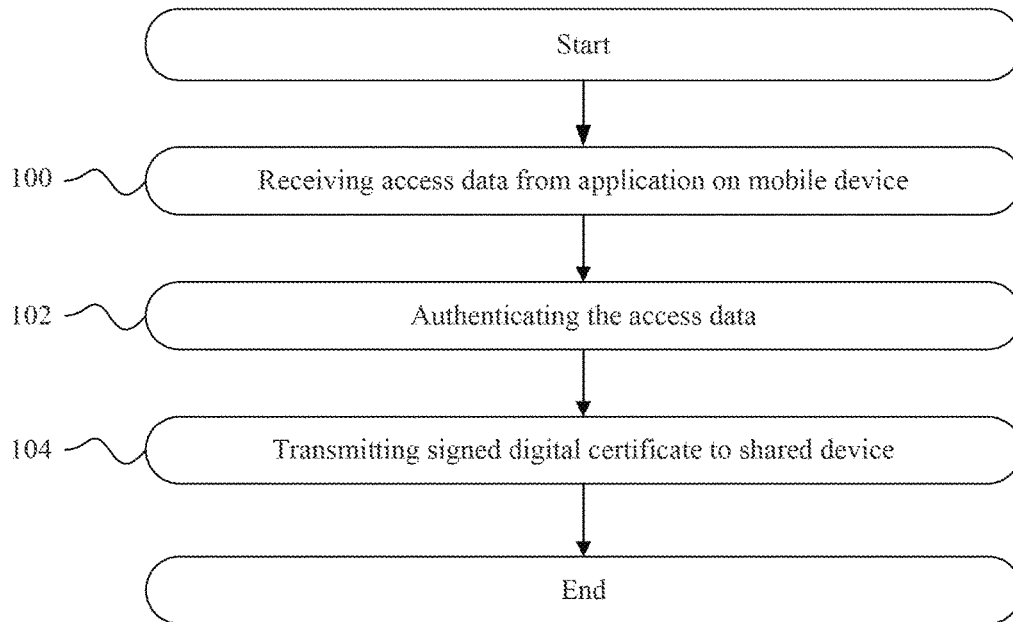 Start
100 Receiving access data from application on mobile device
102 Authenticating the access data
104 Transmitting signed digital certificate to shared device
End